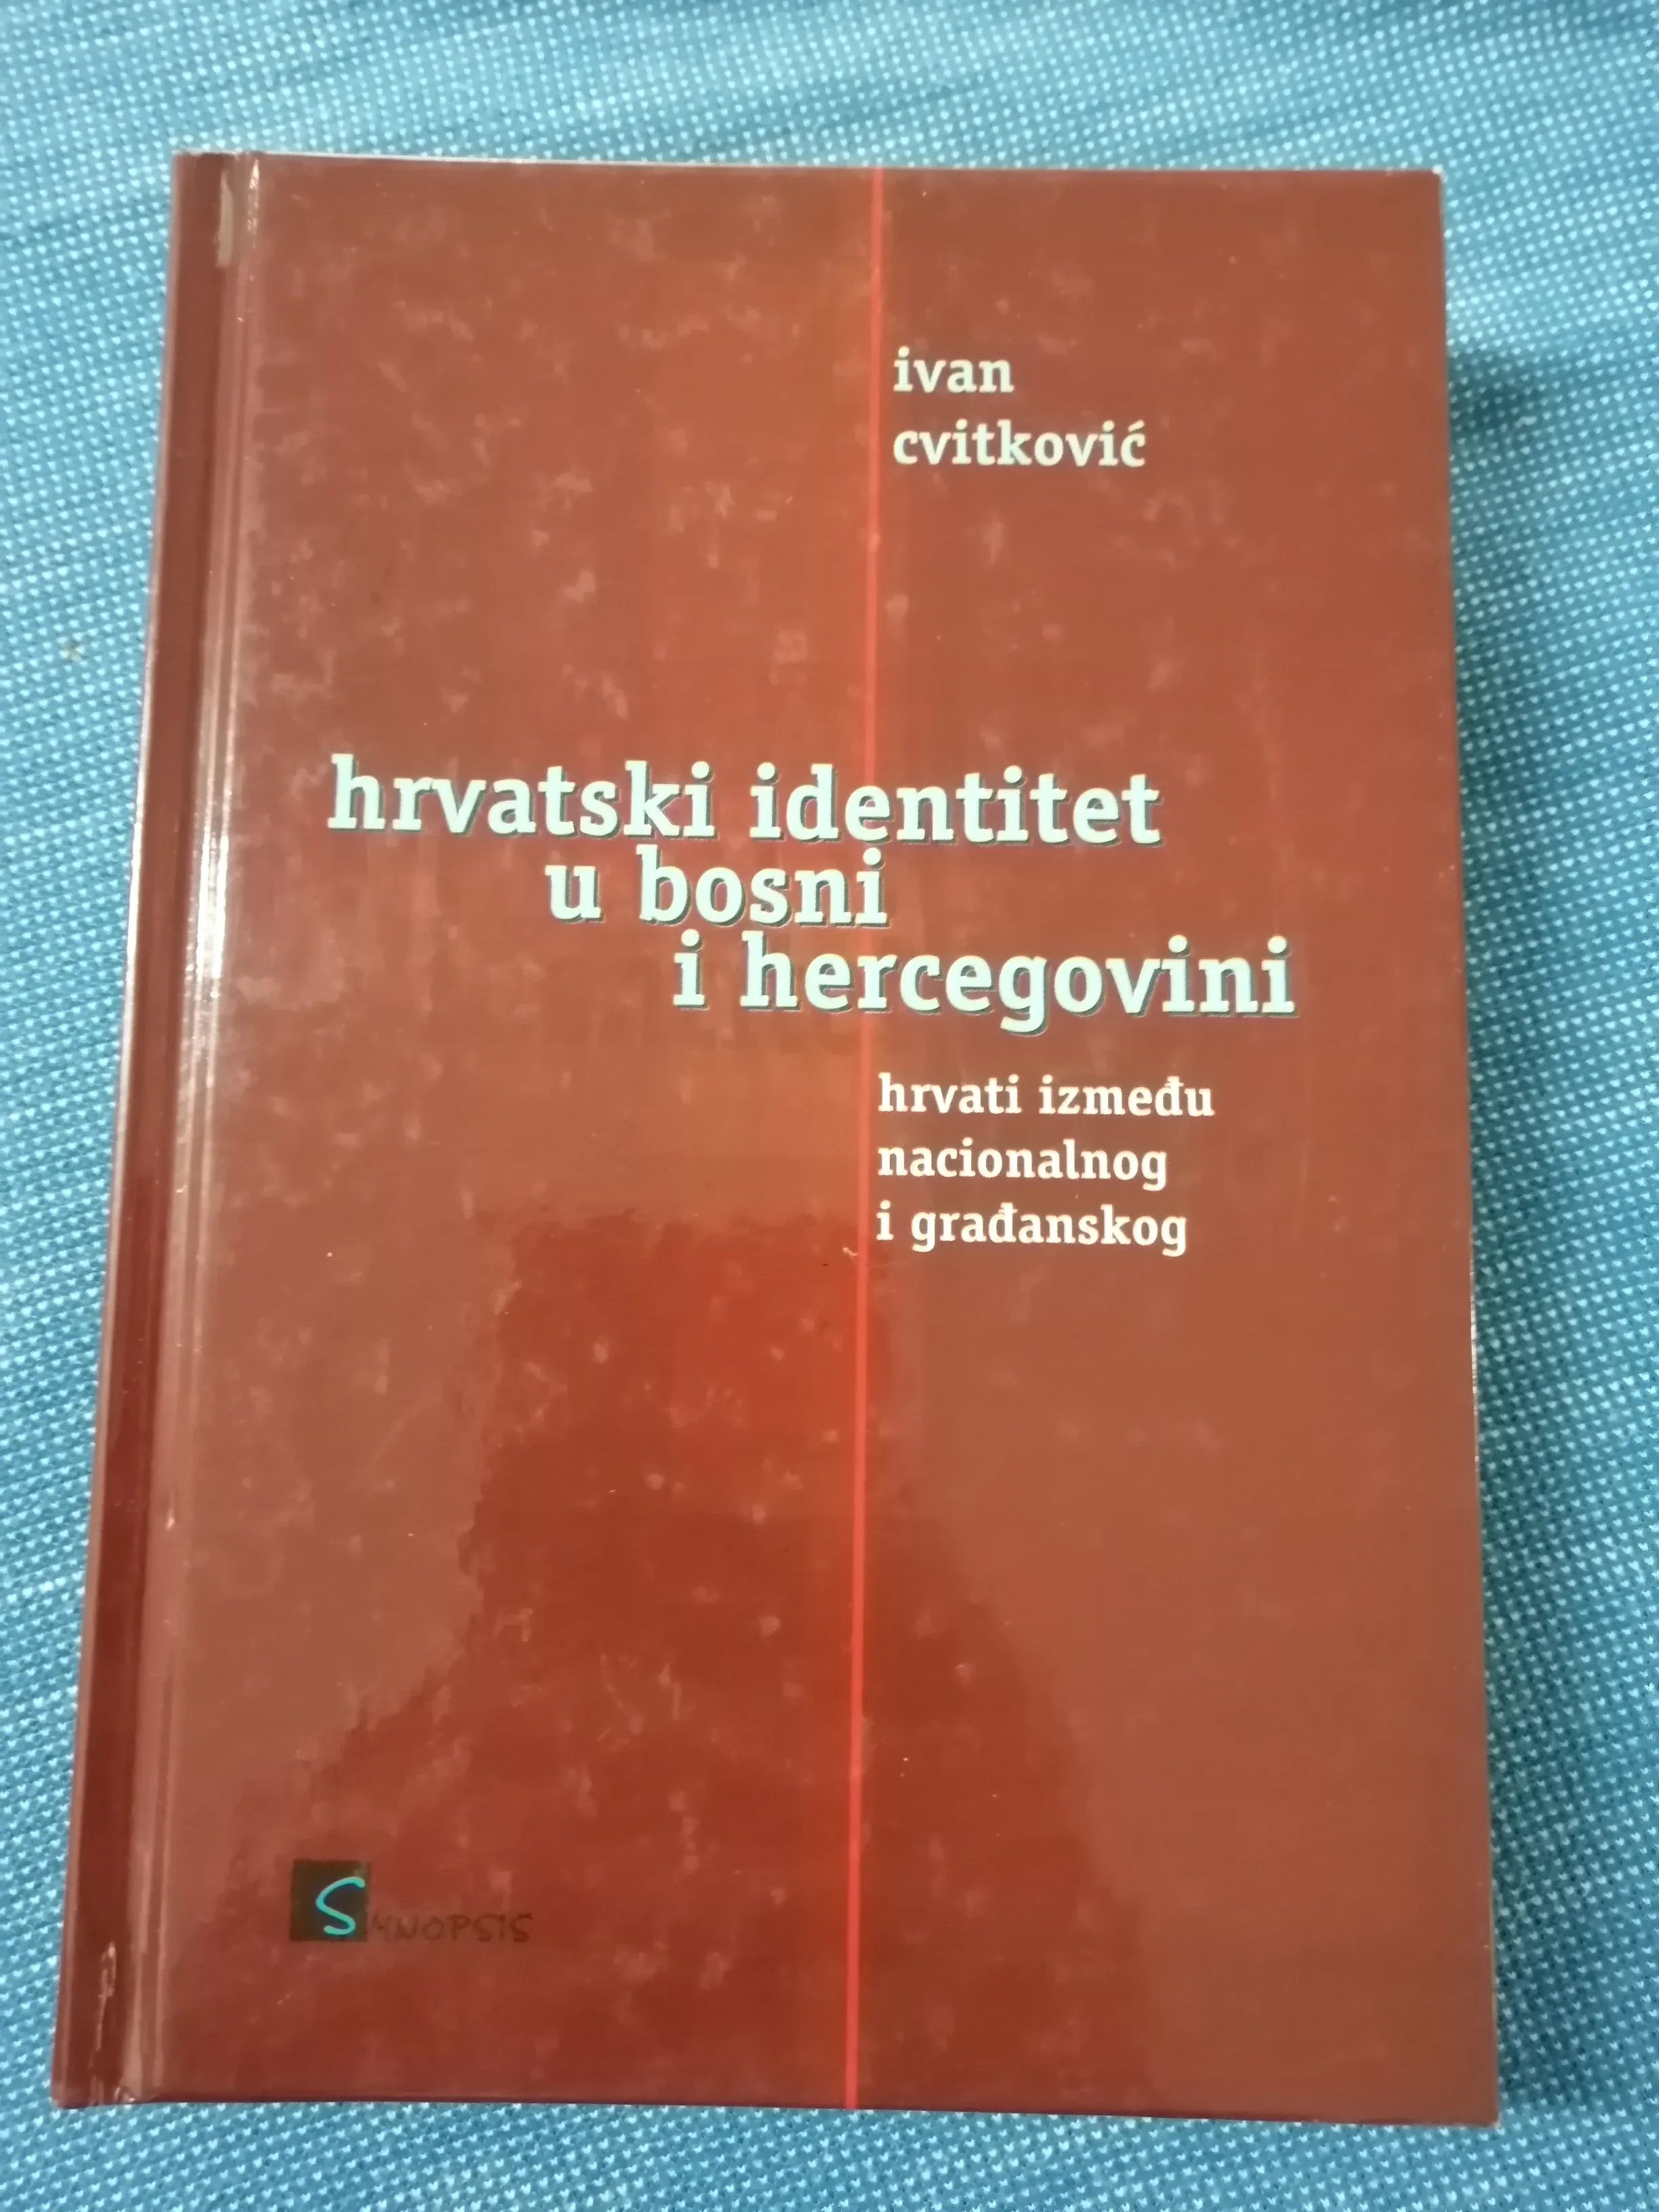 ivan
cvitković
hrvatski identitet
u bosni
i hercegovini
hrvati između
nacionalnog
i građanskog
SYNOPSIS